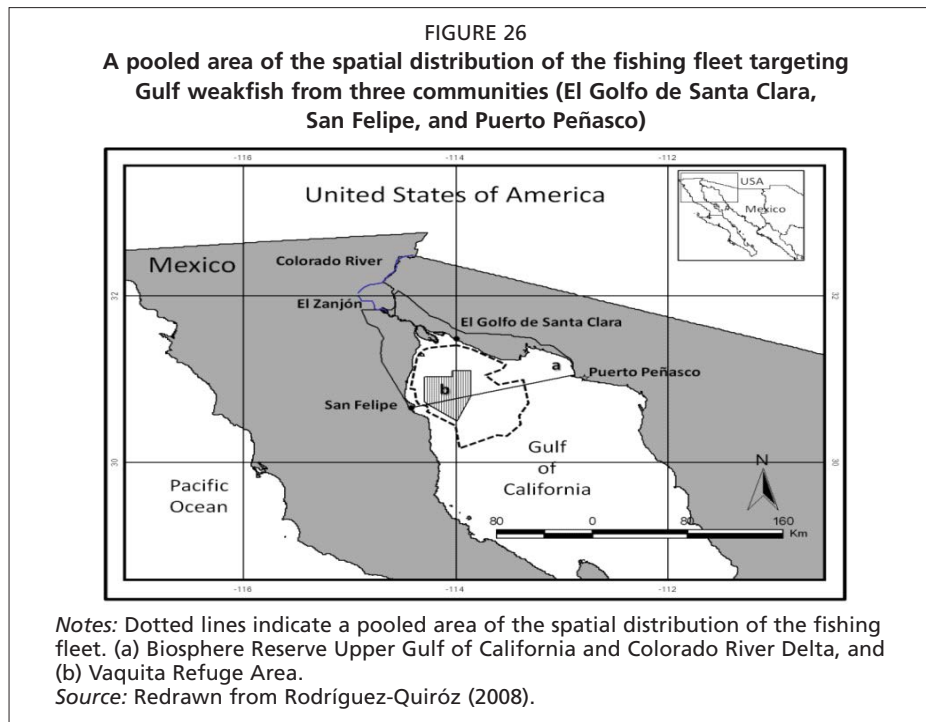 FIGURE 26
A pooled area of the spatial distribution of the fishing fleet targeting
Gulf weakfish from three communities (El Golfo de Santa Clara,
San Felipe, and Puerto Peñasco)
-116
-114
-112
United States of America
USA
Mexico
Mexico
Colorado River
32
32
El Zanjón
El Golfo de Santa Clara
a
Puerto Peñasco
b
San Felipe
Gulf
of
California
30
30
N
Pacific
Ocean
80
0
80
160
Km
-116
-114
-112
Notes: Dotted lines indicate a pooled area of the spatial distribution of the fishing
fleet. (a) Biosphere Reserve Upper Gulf of California and Colorado River Delta, and
(b) Vaquita Refuge Area.
Source: Redrawn from Rodríguez-Quiróz (2008).